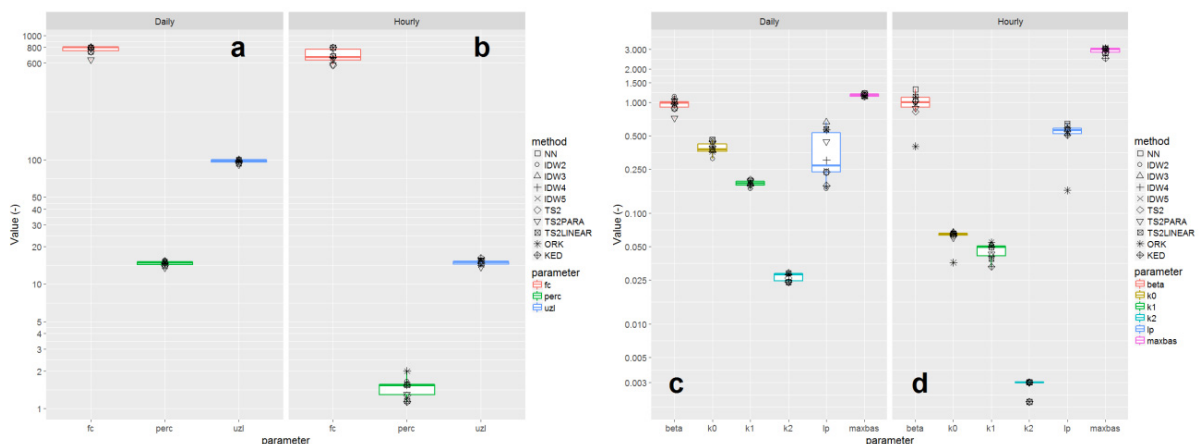 Daily
Hourly
a
b
1000
800
600
100
50
40
30
20
10
5
4
3
2
1
Value (-)
fc
perc
uzl
fc
perc
uzl
parameter
method
NN
IDW2
IDW3
IDW4
IDW5
TS2
TS2PARA
TS2LINEAR
ORK
KED
parameter
fc
perc
uzl
Daily
Hourly
c
d
3.000
2.000
1.500
1.000
0.500
0.250
0.100
0.050
0.025
0.010
0.005
0.003
Value (-)
beta
k0
k1
k2
lp
maxbas
beta
k0
k1
k2
lp
maxbas
parameter
method
NN
IDW2
IDW3
IDW4
IDW5
TS2
TS2PARA
TS2LINEAR
ORK
KED
parameter
beta
k0
k1
k2
lp
maxbas